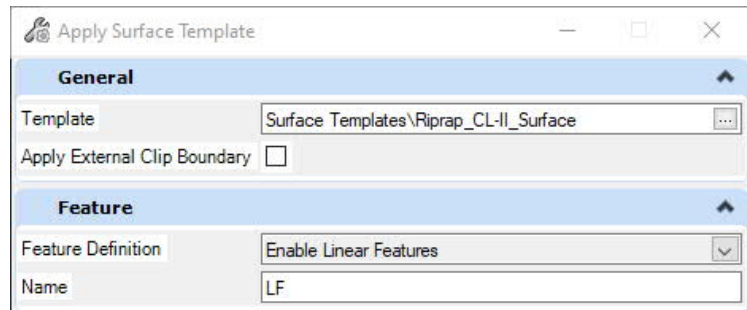 Apply Surface Template
General
Template Surface Templates\Riprap_CL-II_Surface ...
Apply External Clip Boundary
Feature
Feature Definition Enable Linear Features
Name LF